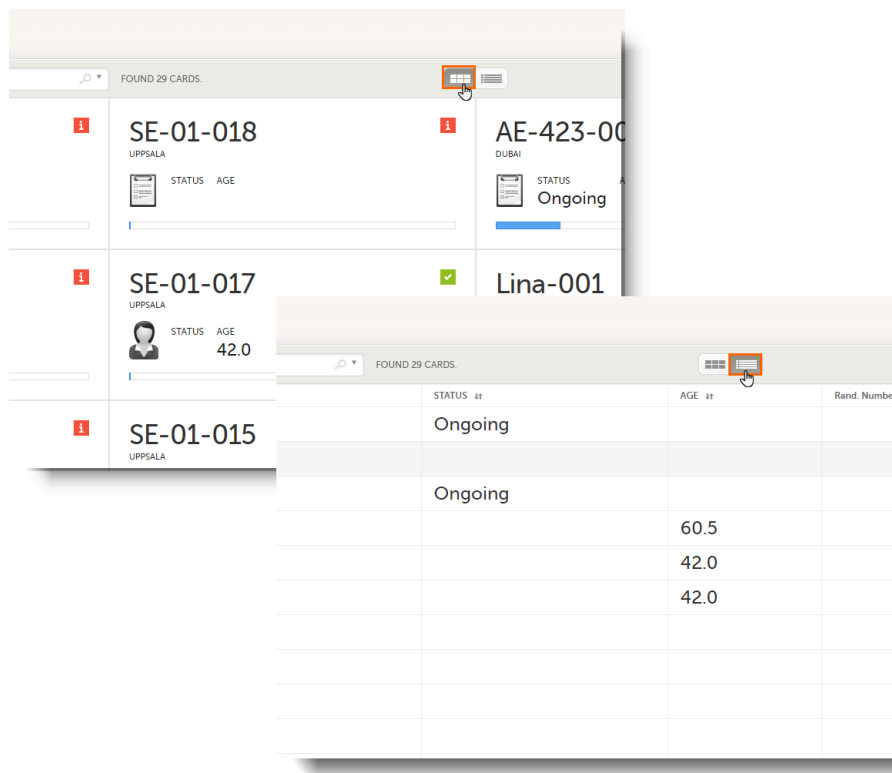 FOUND 29 CARDS.
SE-01-018
UPPSALA
STATUS AGE
AE-423-00
DUBAI
STATUS A
Ongoing
SE-01-017
UPPSALA
STATUS AGE
42.0
Lina-001
SE-01-015
UPPSALA
FOUND 29 CARDS.
STATUS AGE Rand. Numbe
Ongoing
Ongoing
60.5
42.0
42.0